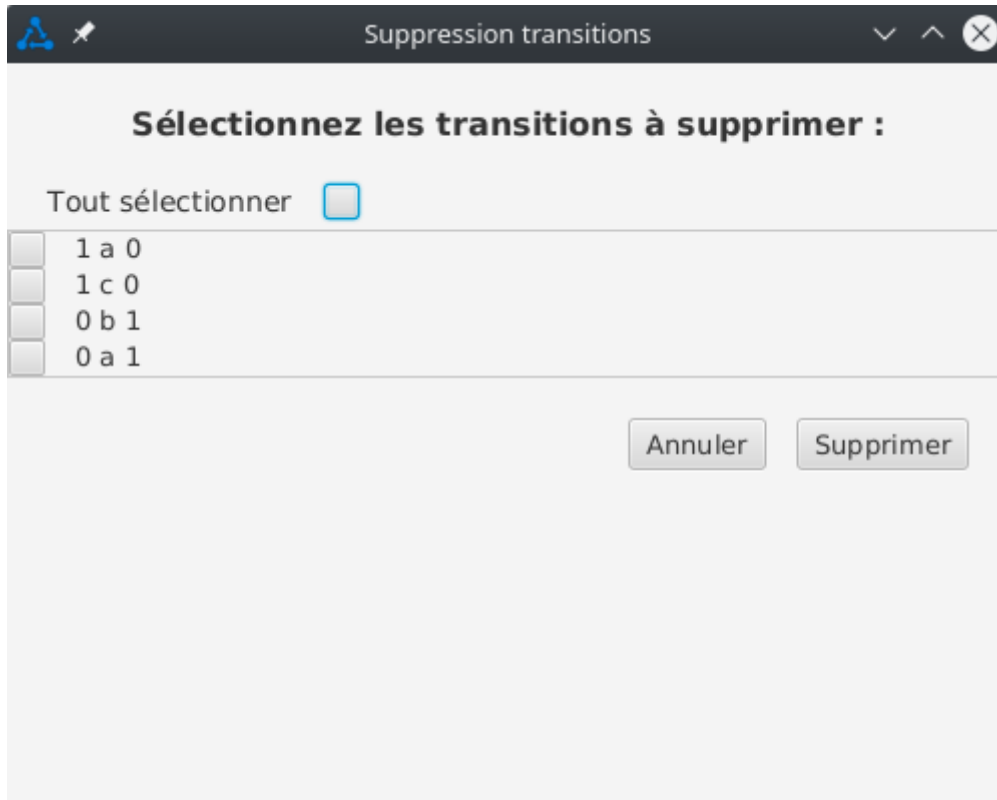 Suppression transitions
Sélectionnez les transitions à supprimer :
Tout sélectionner
1 a 0
1 c 0
0 b 1
0 a 1
Annuler Supprimer